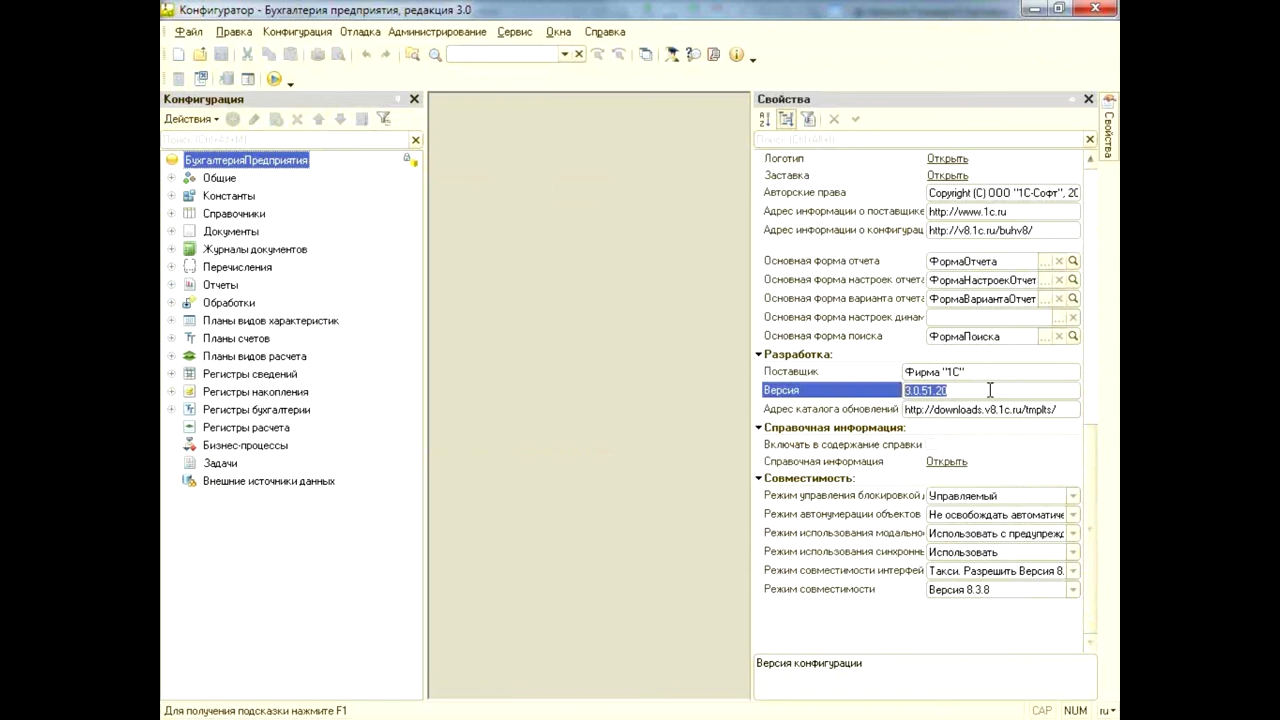 Конфигуратор - Бухгалтерия предприятия, редакция 3.0
Файл Правка Конфигурация Отладка Администрирование Сервис Окна Справка
Конфигурация
Действия
Поиск (Ctrl+Alt+M)
БухгалтерияПредприятия
Общие
Константы
Справочники
Документы
Журналы документов
Перечисления
Отчеты
Обработки
Планы видов характеристик
Планы счетов
Планы видов расчета
Регистры сведений
Регистры накопления
Регистры бухгалтерии
Регистры расчета
Бизнес-процессы
Задачи
Внешние источники данных
Свойства
Свойства
Логотип Открыть
Заставка Открыть
Авторские права Copyright (C) ООО "1С-Софт", 20
Адрес информации о поставщике http://www.1c.ru
Адрес информации о конфигурац http://v8.1c.ru/buhv8/
Основная форма отчета ФормаОтчета
Основная форма настроек отчета ФормаНастроекОтчет
Основная форма варианта отчета ФормаВариантаОтчет
Основная форма настроек динам
Основная форма поиска ФормаПоиска
Разработка:
Поставщик Фирма "1С"
Версия 3.0.51.20
Адрес каталога обновлений http://downloads.v8.1c.ru/tmplts/
Справочная информация:
Включать в содержание справки
Справочная информация Открыть
Совместимость:
Режим управления блокировкой д Управляемый
Режим автонумерации объектов Не освобождать автоматиче
Режим использования модально Использовать с предупрежд
Режим использования синхронны Использовать
Режим совместимости интерфей Такси. Разрешить Версия 8.
Режим совместимости Версия 8.3.8
Версия конфигурации
Для получения подсказки нажмите F1
CAP NUM ru